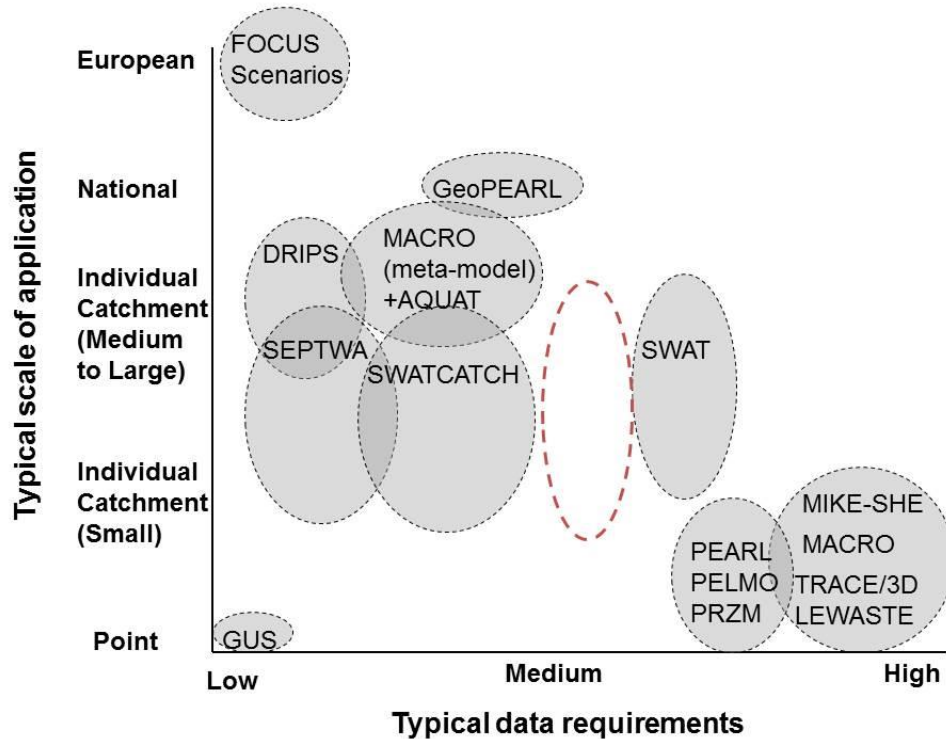 Typical scale of application
European
National
Individual
Catchment
(Medium
to Large)
Individual
Catchment
(Small)
Point
FOCUS
Scenarios
GeoPEARL
DRIPS
MACRO
(meta-model)
+AQUAT
SEPTWA
SWATCATCH
SWAT
PEARL
PELMO
PRZM
MIKE-SHE
MACRO
TRACE/3D
LEWASTE
GUS
Low
Medium
High
Typical data requirements